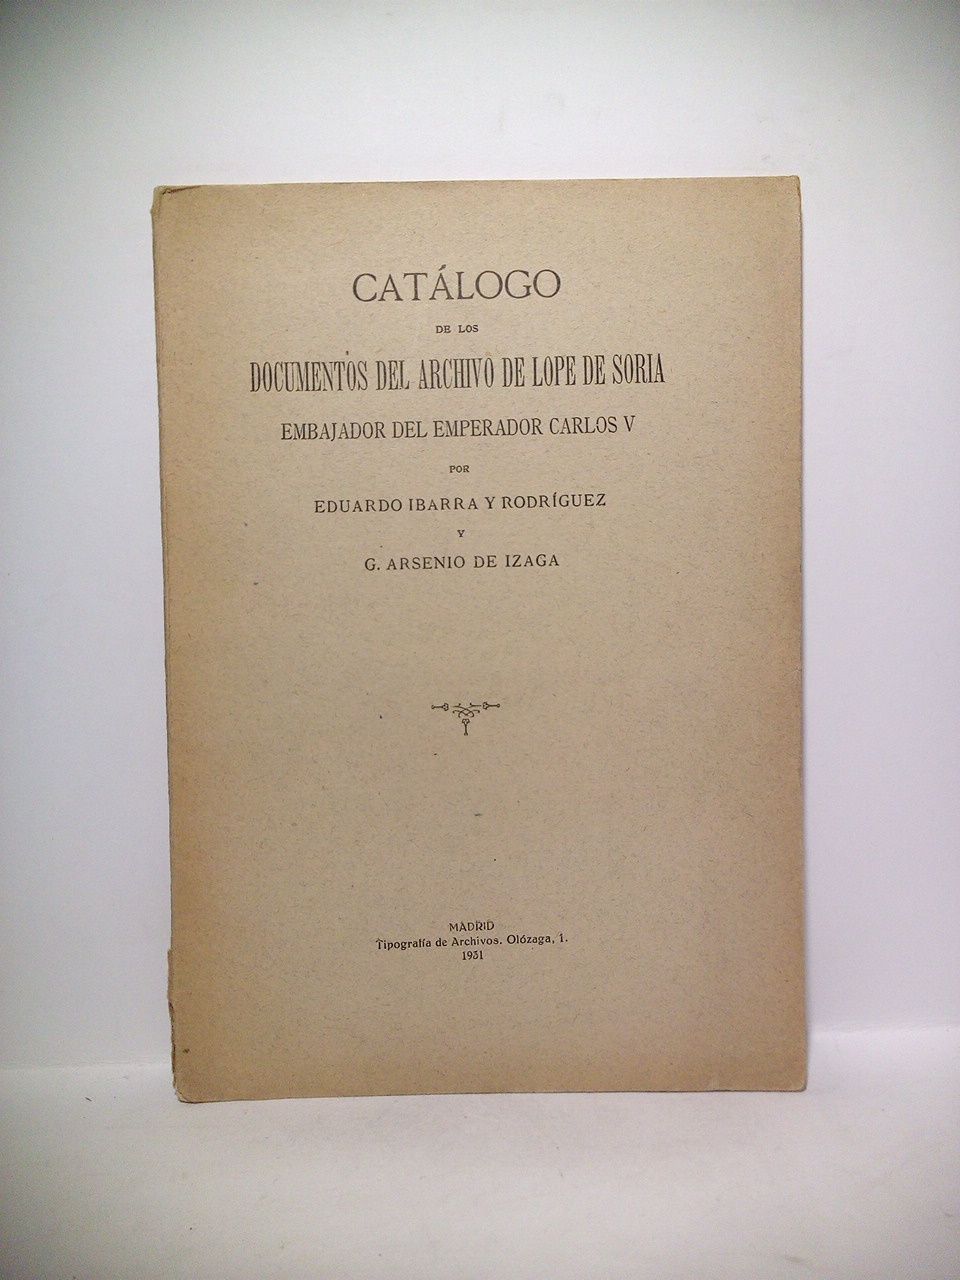 CATÁLOGO
DE LOS
DOCUMENTOS DEL ARCHIVO DE LOPE DE SORIA
EMBAJADOR DEL EMPERADOR CARLOS V
POR
EDUARDO IBARRA Y RODRÍGUEZ
Y
G. ARSENIO DE IZAGA
MADRID
Tipografía de Archivos. Olózaga, 1.
1931